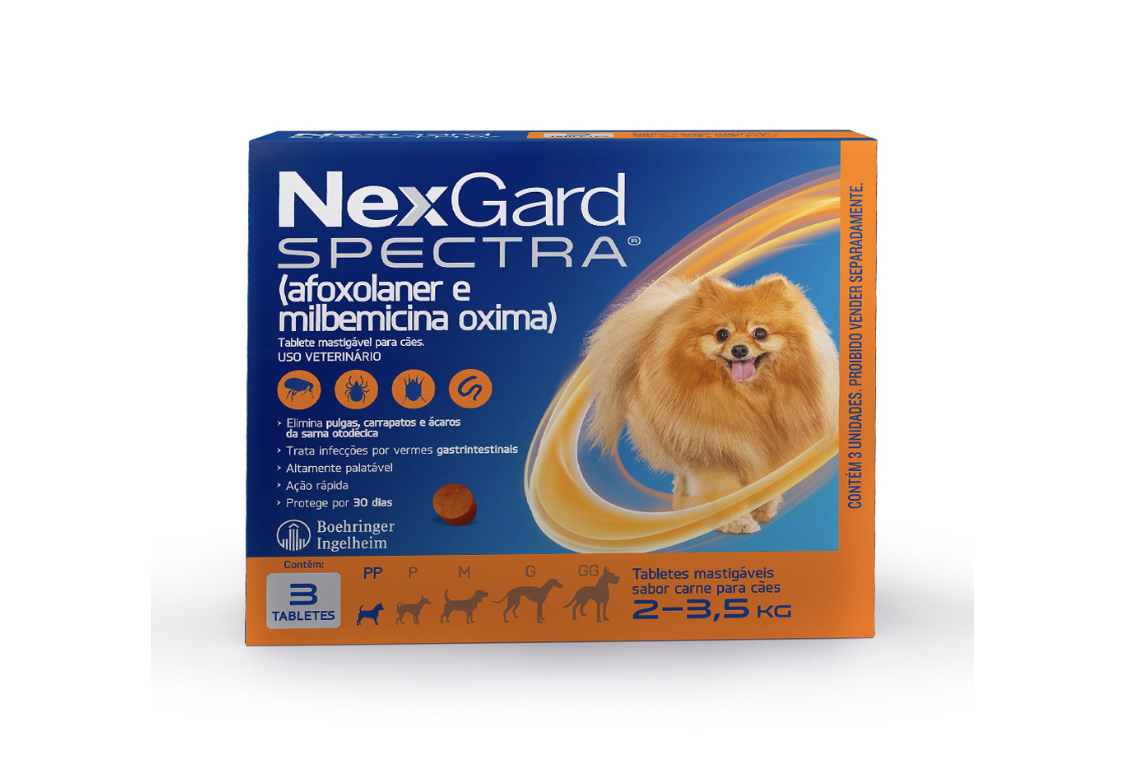 NexGard
SPECTRA®
(afoxolaner e
milbemicina oxima)
Tablete mastigável para cães.
USO VETERINÁRIO
› Elimina pulgas, carrapatos e ácaros
da sarna otodécica
› Trata infecções por vermes gastrintestinais
› Altamente palatável
› Ação rápida
› Protege por 30 dias
Boehringer
Ingelheim
Contém:
3
TABLETES
PP P M G GG
Tabletes mastigáveis
sabor carne para cães
2–3,5 KG
CONTÉM 3 UNIDADES. PROIBIDO VENDER SEPARADAMENTE.